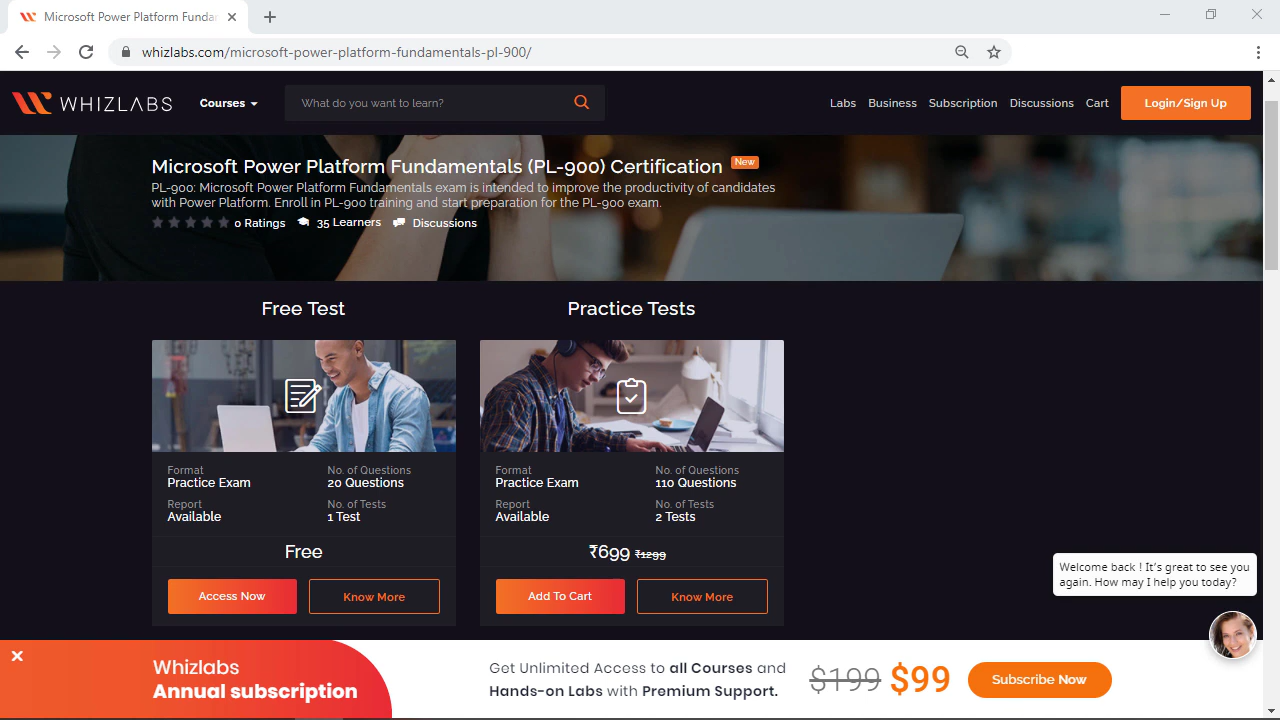 Microsoft Power Platform Funda
whizlabs.com/microsoft-power-platform-fundamentals-pl-900/
WHIZLABS
Courses
What do you want to learn?
Labs Business Subscription Discussions Cart Login/Sign Up
Microsoft Power Platform Fundamentals (PL-900) Certification New
PL-900: Microsoft Power Platform Fundamentals exam is intended to improve the productivity of candidates
with Power Platform. Enroll in PL-900 training and start preparation for the PL-900 exam.
0 Ratings 35 Learners Discussions
Free Test
Format No. of Questions
Practice Exam 20 Questions
Report No. of Tests
Available 1 Test
Free
Access Now Know More
Practice Tests
Format No. of Questions
Practice Exam 110 Questions
Report No. of Tests
Available 2 Tests
₹699 ₹1299
Add To Cart Know More
Welcome back ! It's great to see you
again. How may I help you today?
Whizlabs
Annual subscription
Get Unlimited Access to all Courses and
Hands-on Labs with Premium Support.
$199 $99
Subscribe Now